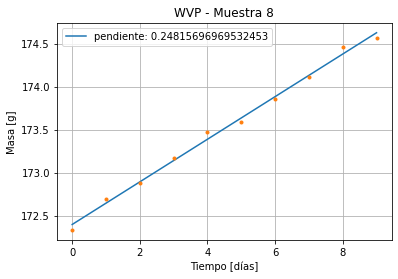 WVP - Muestra 8
pendiente: 0.24815696969532453
174.5
174.0
173.5
173.0
172.5
Masa [g]
0 2 4 6 8
Tiempo [días]